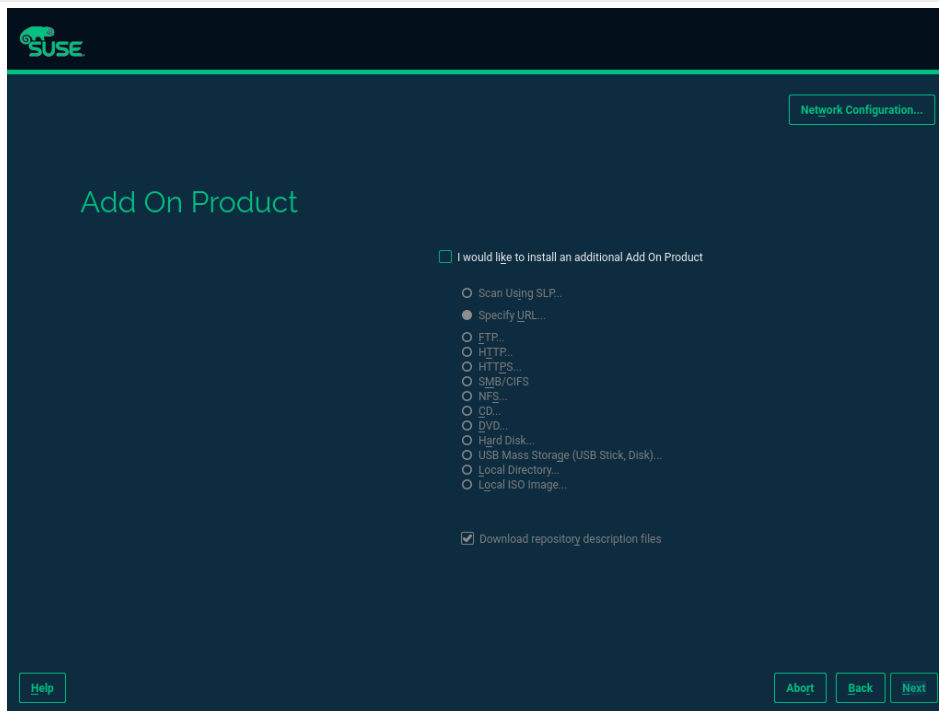 SUSE
Network Configuration...
Add On Product
I would like to install an additional Add On Product
Scan Using SLP...
Specify URL...
FTP...
HTTP...
HTTPS...
SMB/CIFS
NFS...
CD...
DVD...
Hard Disk...
USB Mass Storage (USB Stick, Disk)...
Local Directory...
Local ISO Image...
Download repository description files
Help
Abort
Back
Next